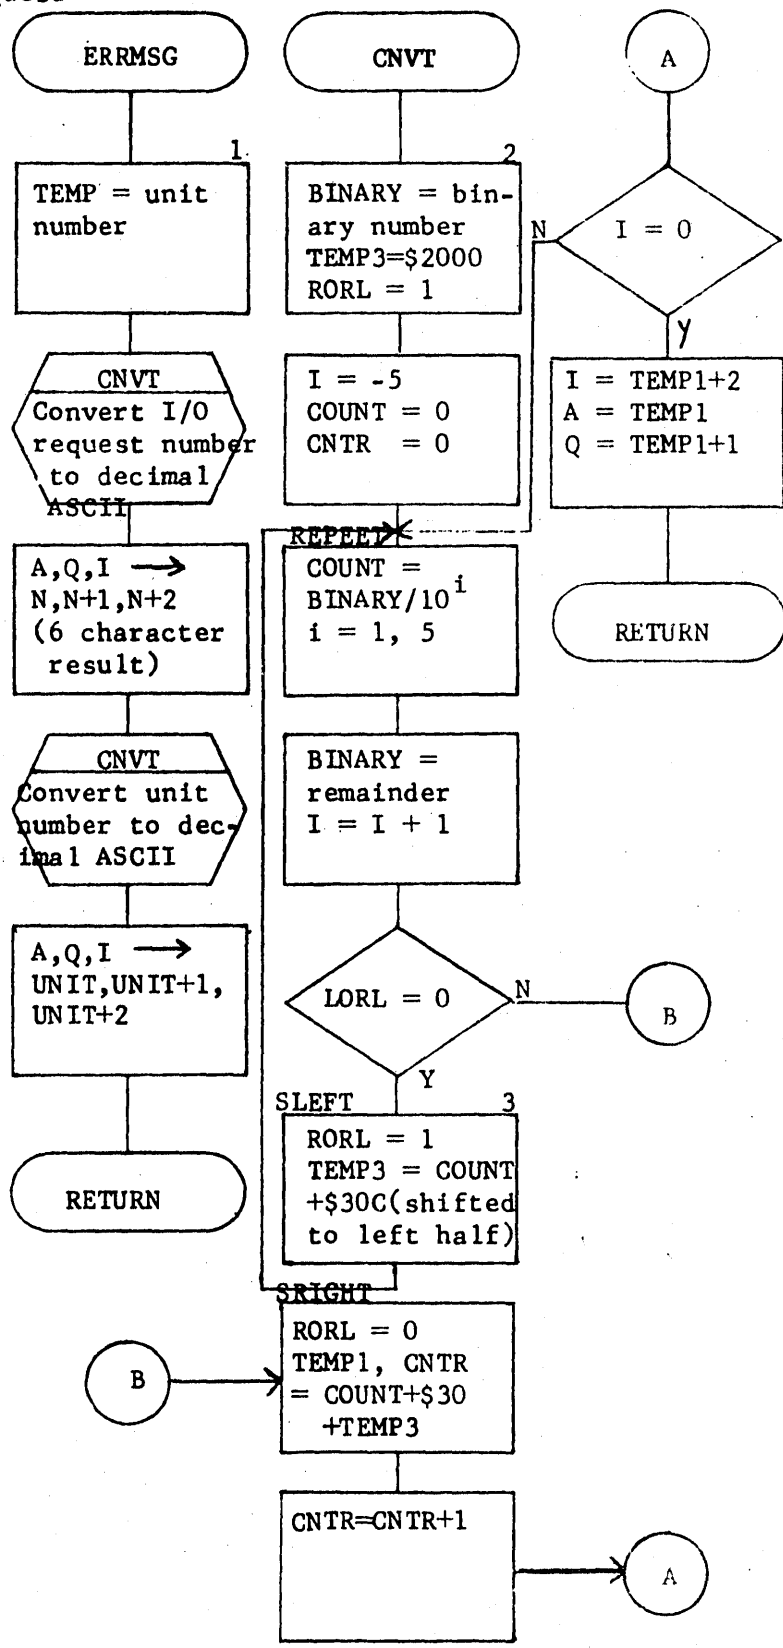 ERRMSG
1
TEMP = unit
number
CNVT
Convert I/O
request number
to decimal
ASCII
A,Q,I →
N,N+1,N+2
(6 character
result)
CNVT
Convert unit
number to dec-
imal ASCII
A,Q,I →
UNIT,UNIT+1,
UNIT+2
RETURN
CNVT
2
BINARY = bin-
ary number
TEMP3=$2000
RORL = 1
I = -5
COUNT = 0
CNTR = 0
REPEET
COUNT =
BINARY/10^i
i = 1, 5
BINARY =
remainder
I = I + 1
LORL = 0
N
B
Y
SLEFT
3
RORL = 1
TEMP3 = COUNT
+$30C(shifted
to left half)
SRIGHT
B
RORL = 0
TEMP1, CNTR
= COUNT+$30
+TEMP3
CNTR=CNTR+1
A
A
N
I = 0
y
I = TEMP1+2
A = TEMP1
Q = TEMP1+1
RETURN